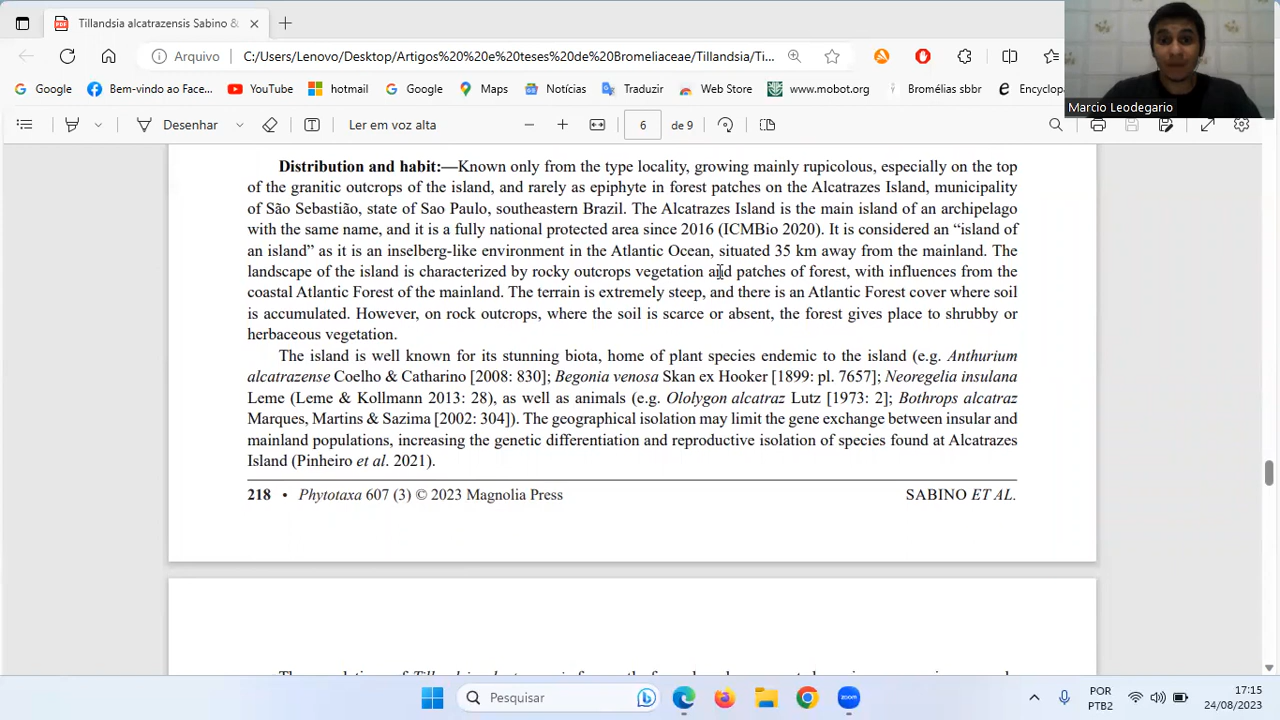 Tillandsia alcatrazensis Sabino &
Arquivo
C:/Users/Lenovo/Desktop/Artigos%20%20e%20teses%20de%20Bromeliaceae/Tillandsia/Ti...
Google
Bem-vindo ao Face...
YouTube
hotmail
Google
Maps
Notícias
Traduzir
Web Store
www.mobot.org
Bromélias sbbr
Encyclop
Marcio Leodegario
Desenhar
Ler em voz alta
6
de 9
Distribution and habit:—Known only from the type locality, growing mainly rupicolous, especially on the top
of the granitic outcrops of the island, and rarely as epiphyte in forest patches on the Alcatrazes Island, municipality
of São Sebastião, state of Sao Paulo, southeastern Brazil. The Alcatrazes Island is the main island of an archipelago
with the same name, and it is a fully national protected area since 2016 (ICMBio 2020). It is considered an “island of
an island” as it is an inselberg-like environment in the Atlantic Ocean, situated 35 km away from the mainland. The
landscape of the island is characterized by rocky outcrops vegetation and patches of forest, with influences from the
coastal Atlantic Forest of the mainland. The terrain is extremely steep, and there is an Atlantic Forest cover where soil
is accumulated. However, on rock outcrops, where the soil is scarce or absent, the forest gives place to shrubby or
herbaceous vegetation.
The island is well known for its stunning biota, home of plant species endemic to the island (e.g. Anthurium
alcatrazense Coelho & Catharino [2008: 830]; Begonia venosa Skan ex Hooker [1899: pl. 7657]; Neoregelia insulana
Leme (Leme & Kollmann 2013: 28), as well as animals (e.g. Ololygon alcatraz Lutz [1973: 2]; Bothrops alcatraz
Marques, Martins & Sazima [2002: 304]). The geographical isolation may limit the gene exchange between insular and
mainland populations, increasing the genetic differentiation and reproductive isolation of species found at Alcatrazes
Island (Pinheiro et al. 2021).
218 • Phytotaxa 607 (3) © 2023 Magnolia Press
SABINO ET AL.
Pesquisar
zoom
POR
PTB2
17:15
24/08/2023